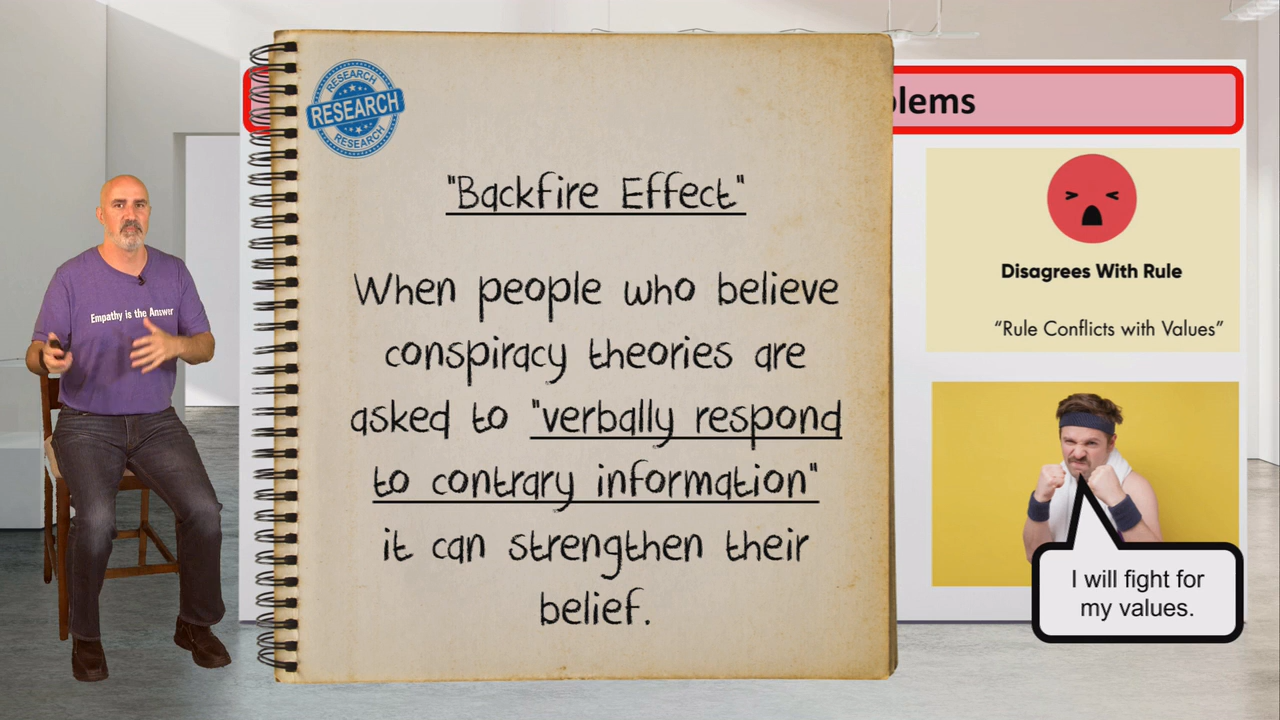 RESEARCH
RESEARCH
RESEARCH
"Backfire Effect"
When people who believe
conspiracy theories are
asked to "verbally respond
to contrary information"
it can strengthen their
belief.
Empathy is the Answer
Disagrees With Rule
“Rule Conflicts with Values”
I will fight for
my values.